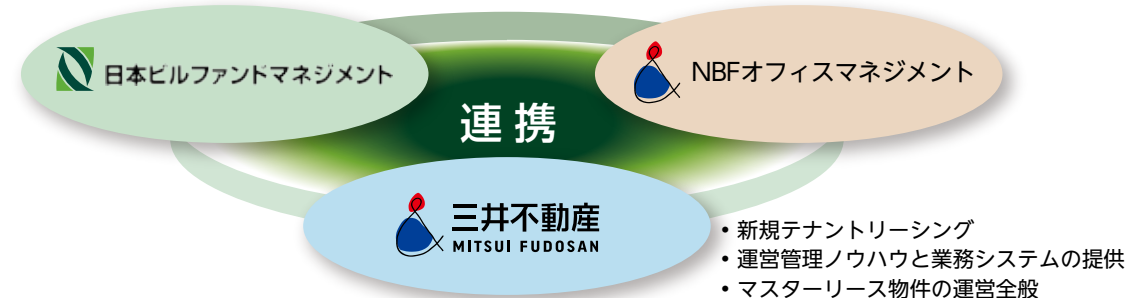 日本ビルファンドマネジメント
NBFオフィスマネジメント
連携
三井不動産
MITSUI FUDOSAN
• 新規テナントリーシング
• 運営管理ノウハウと業務システムの提供
• マスターリース物件の運営全般